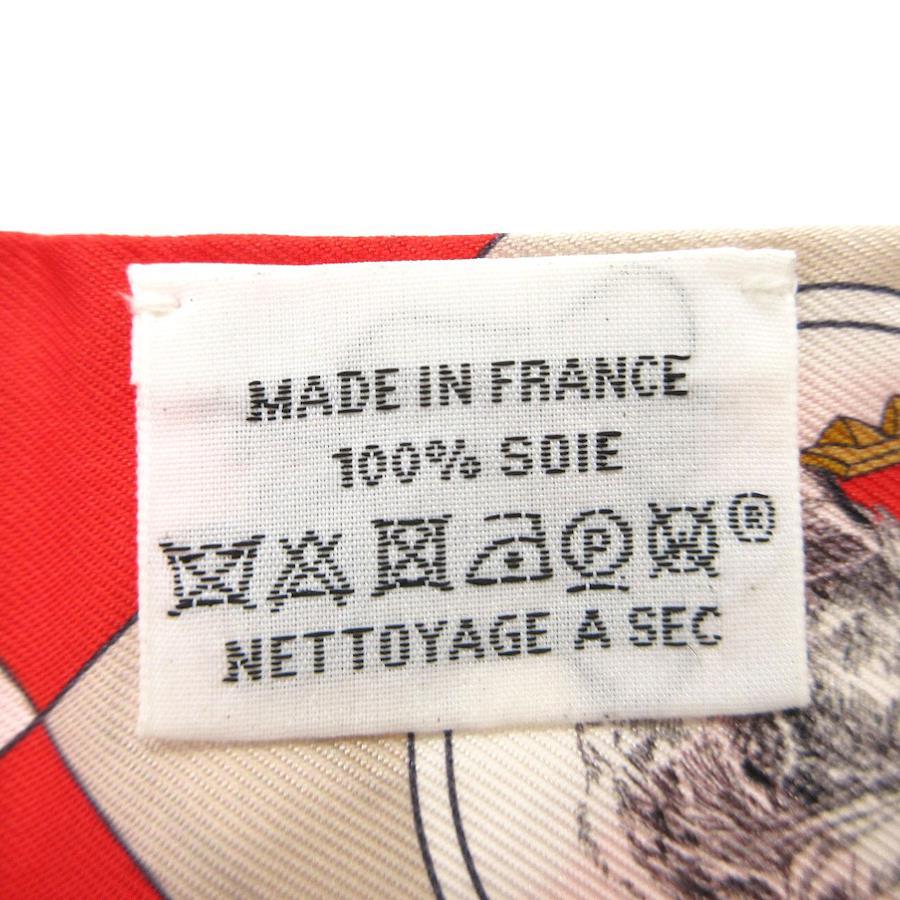 MADE IN FRANCE
100% SOIE
P W ®
NETTOYAGE A SEC